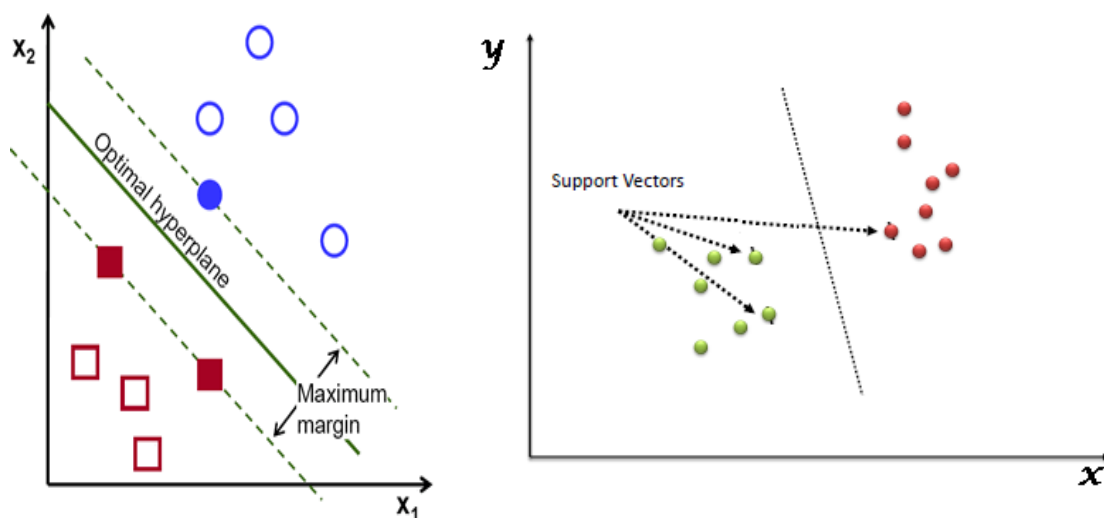 X₂
Optimal hyperplane
Maximum
margin
X₁
y
Support Vectors
x